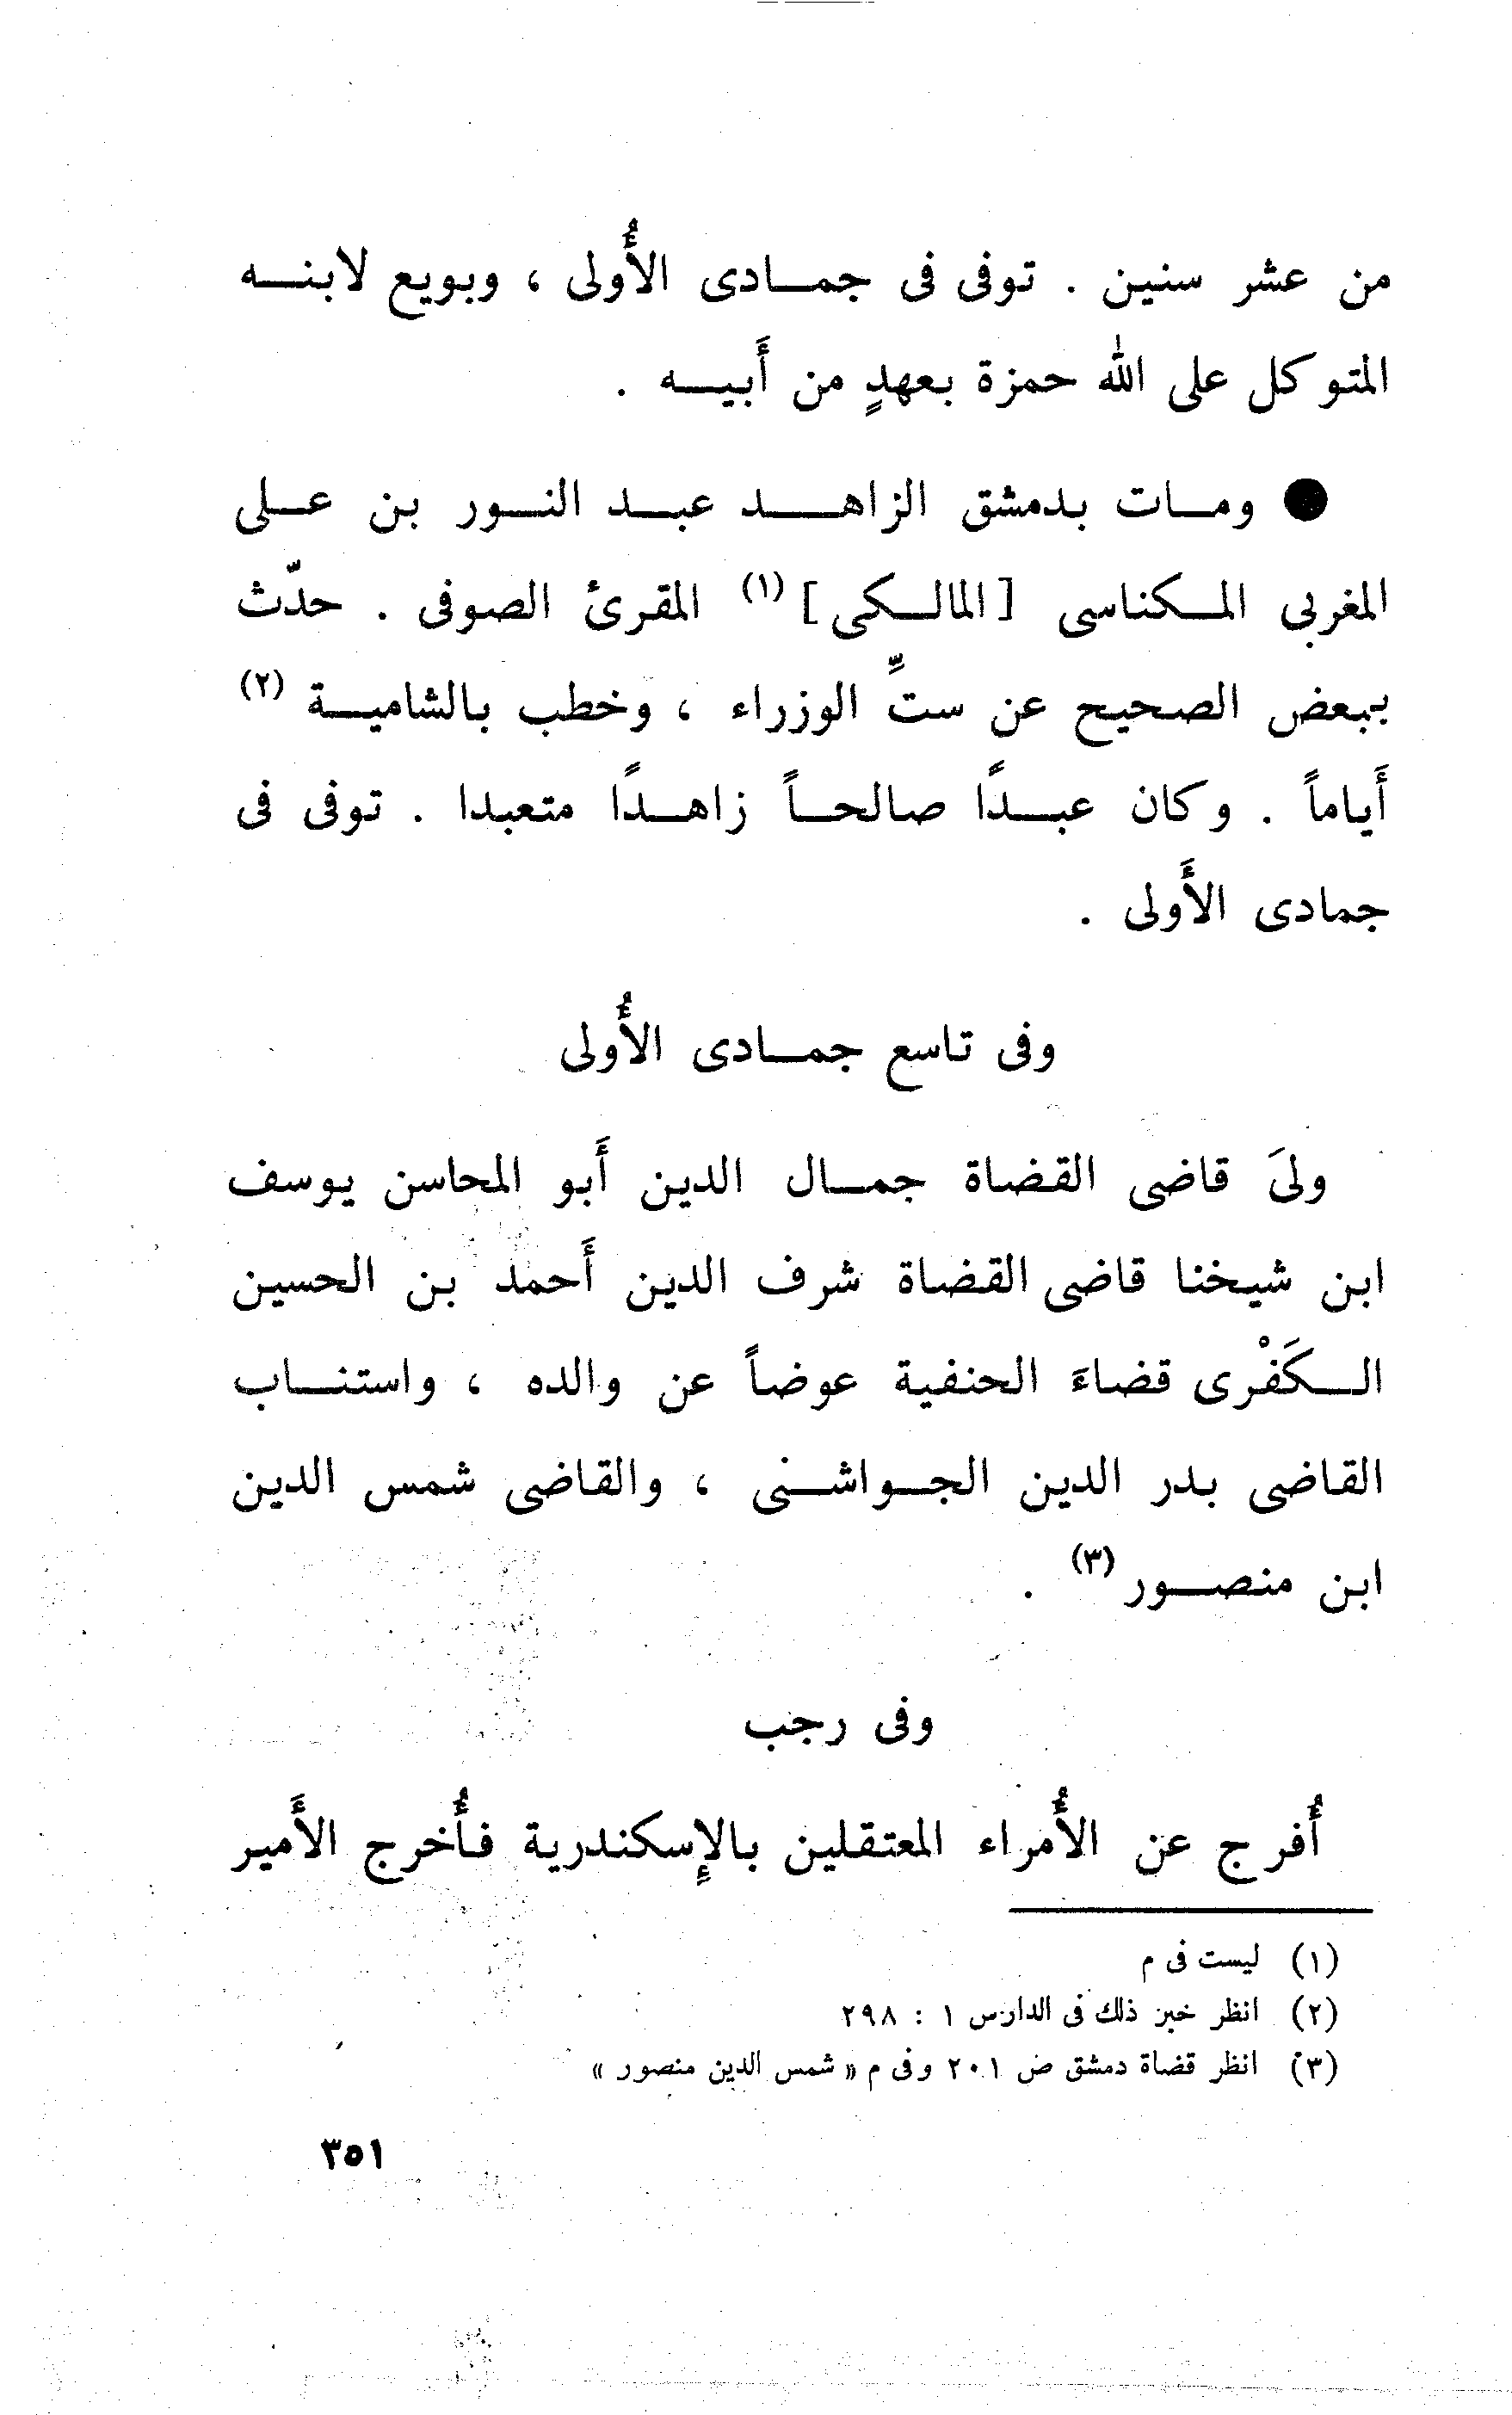 من عشر سنين . توفى فى جمادى الأُولى ، وبويع لابنه
المتوكل على الله حمزة بعهدٍ من أَبيه .
● ومات بدمشق الزاهد عبد النور بن على
المغربى المكناسى [ المالكى ] (١) المقرئ الصوفى . حدّث
ببعض الصحيح عن ستِّ الوزراء ، وخطب بالشامية (٢)
أَياماً . وكان عبدًا صالحاً زاهدًا متعبدا . توفى فى
جمادى الأَولى .
وفى تاسع جمادى الأُولى
ولىَ قاضى القضاة جمال الدين أَبو المحاسن يوسف
ابن شيخنا قاضى القضاة شرف الدين أَحمد بن الحسين
الكَفْرى قضاءَ الحنفية عوضاً عن والده ، واستناب
القاضى بدر الدين الجواشنى ، والقاضى شمس الدين
ابن منصور (٣) .
وفى رجب
أُفرج عن الأُمراء المعتقلين بالإِسكندرية فأُخرج الأَمير
(١) ليست فى م
(٢) انظر خبر ذلك فى الدارس ١ : ٢٩٨
(٣) انظر قضاة دمشق ص ٢٠١ وفى م « شمس الدين منصور »
٣٥١